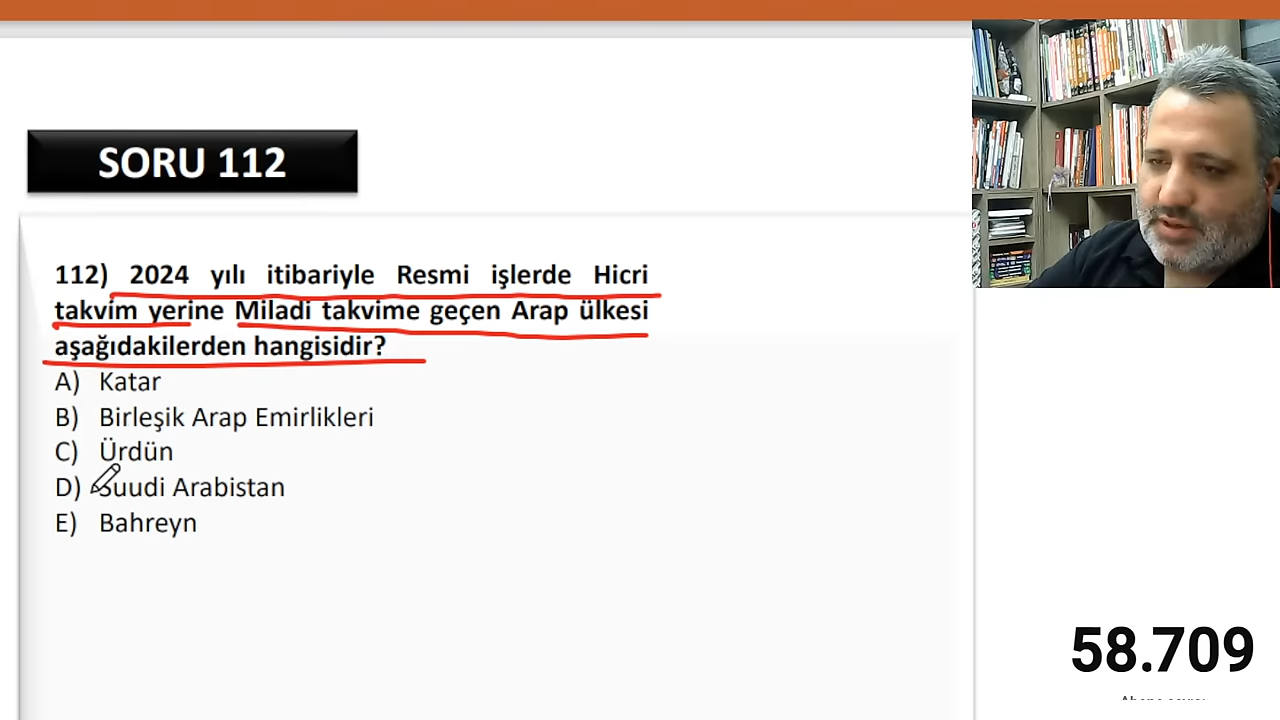 SORU 112
112) 2024 yılı itibariyle Resmi işlerde Hicri
takvim yerine Miladi takvime geçen Arap ülkesi
aşağıdakilerden hangisidir?
A) Katar
B) Birleşik Arap Emirlikleri
C) Ürdün
D) Suudi Arabistan
E) Bahreyn
58.709